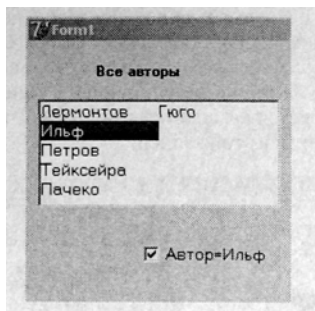 Form1
Все авторы
Лермонтов Гюго
Ильф
Петров
Тейксейра
Пачеко
Автор=Ильф